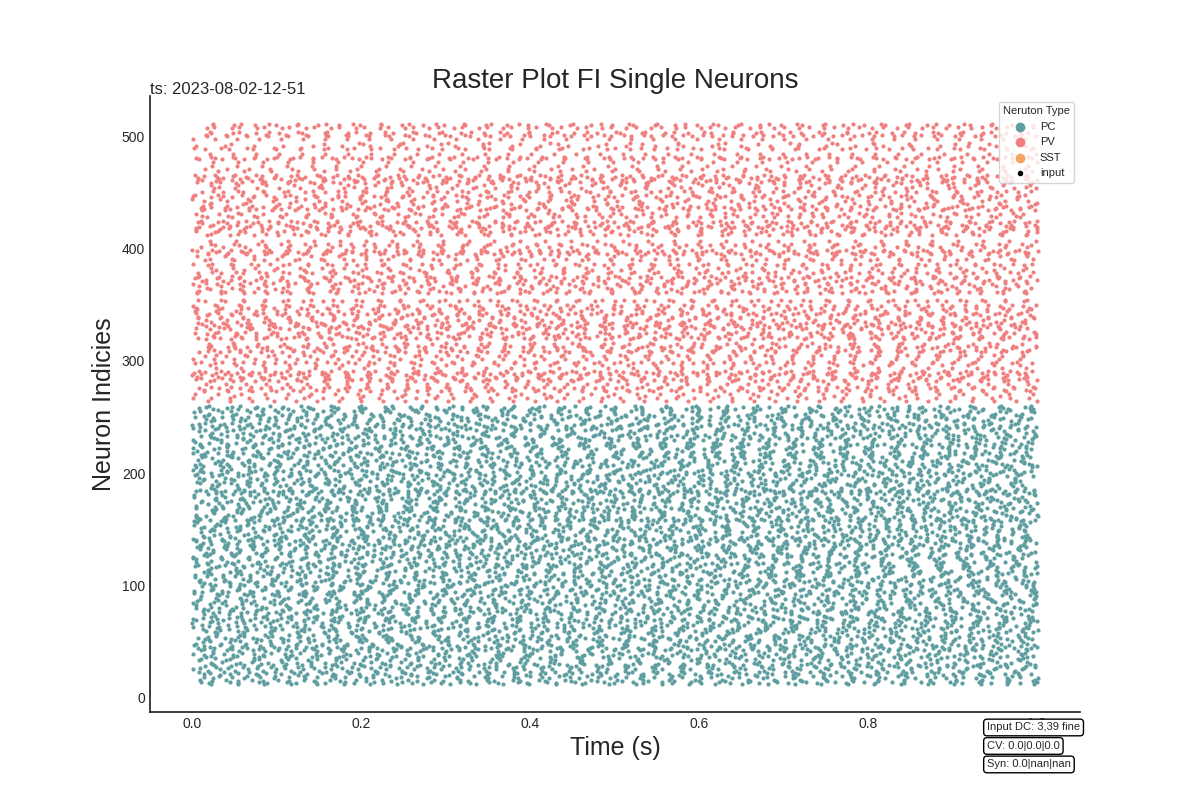 Raster Plot FI Single Neurons
ts: 2023-08-02-12-51
Neruton Type
PC
PV
SST
input
500
400
300
200
100
0
Neuron Indicies
0.0 0.2 0.4 0.6 0.8
Time (s)
Input DC: 3,39 fine
CV: 0.0|0.0|0.0
Syn: 0.0|nan|nan